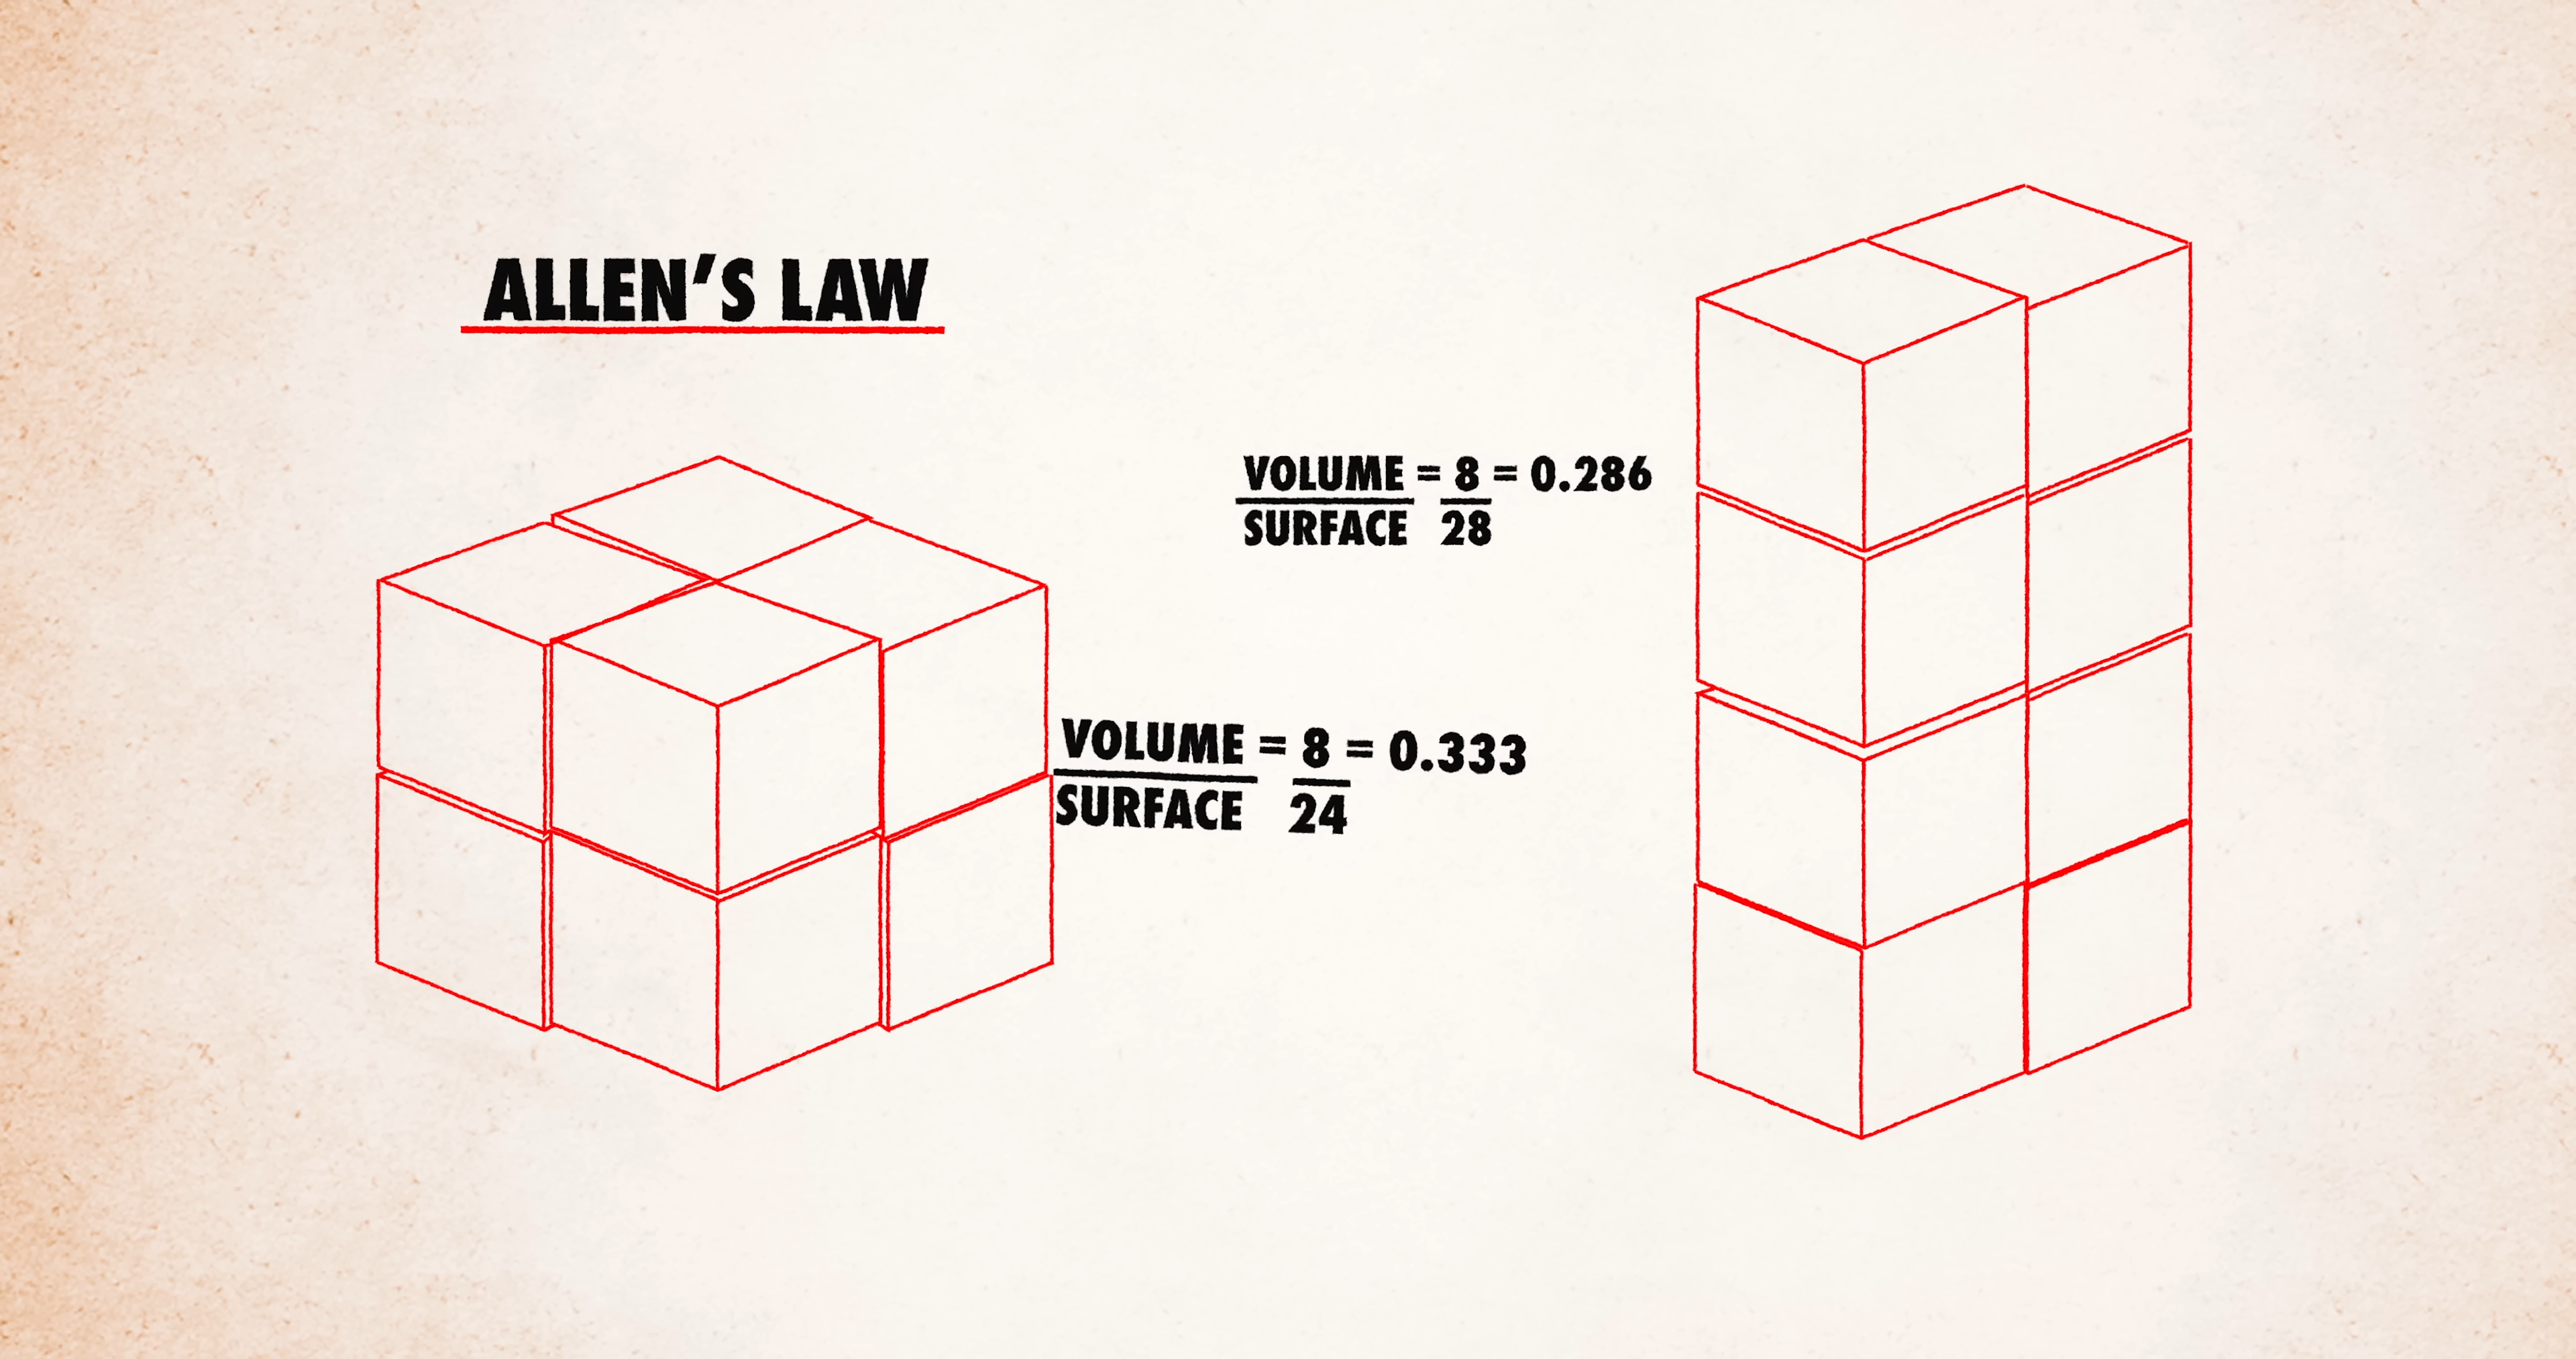 ALLEN'S LAW
VOLUME = 8 = 0.286
SURFACE 28
VOLUME = 8 = 0.333
SURFACE 24